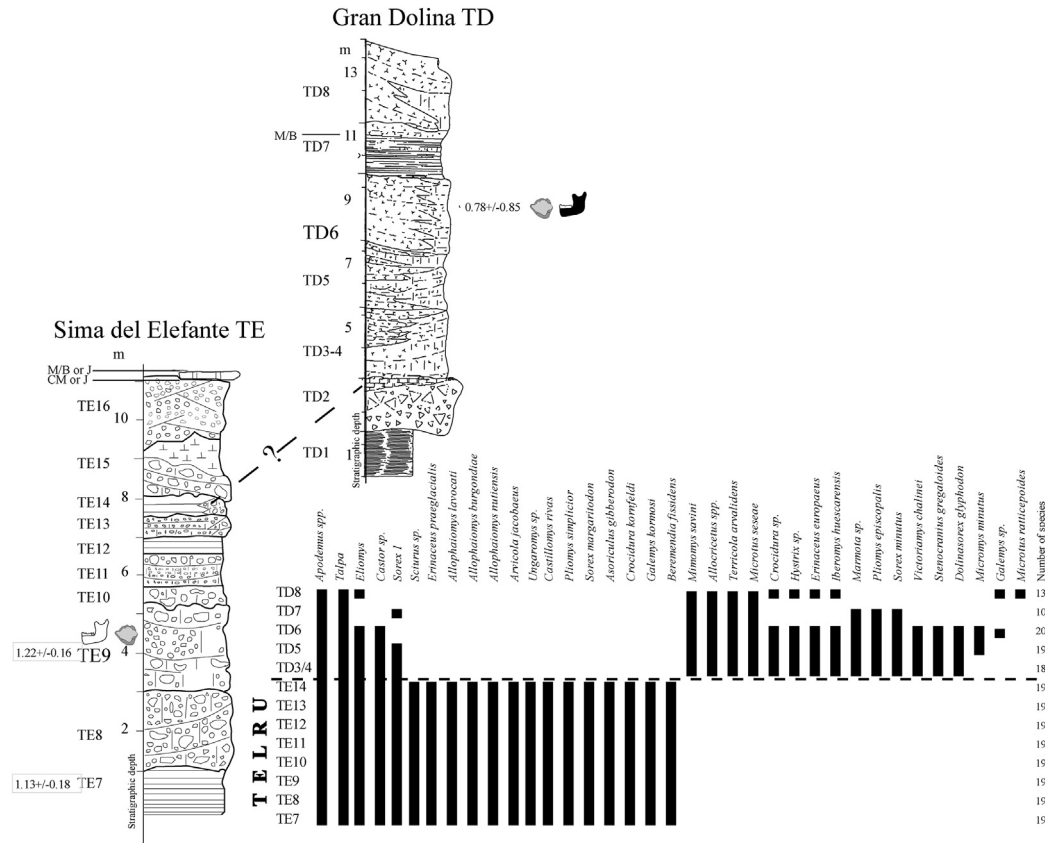 Gran Dolina TD
m
13
TD8
M/B
11
TD7
9
0.78+/-0.85
TD6
7
TD5
5
TD3-4
TD2
TD1
1
Stratigraphic depth
Sima del Elefante TE
m
M/B or J
CM or J
TE16
10
TE15
8
TE14
?
TE13
TE12
TE11
6
TE10
1.22+/-0.16
TE9
4
TE8
2
1.13+/-0.18
TE7
Stratigraphic depth
Apodemus spp.
Talpa
Eliomys
Castor sp.
Sorex 1
Sciurus sp.
Erinaceus praeglacialis
Allophaiomys lavocati
Allophaiomys burgondiae
Allophaiomys nutiensis
Arvicola jacobaeus
Ungaromys sp.
Castillomys rivas
Pliomys simplicior
Sorex margaritodon
Asoriculus gibberodon
Crocidura kornfeldi
Galemys kormosi
Beremendia fissidens
Mimomys savini
Allocricetus spp.
Terricola arvalidens
Microtus seseae
Crocidura sp.
Hystrix sp.
Erinaceus europaeus
Iberomys huescarensis
Marmota sp.
Pliomys episcopalis
Sorex minutus
Victoriamys chalinei
Stenocranius gregaloides
Dolinasorex glyphodon
Micromys minutus
Galemys sp.
Microtus ratticepoides
Number of species
TD8 13
TD7 10
TD6 20
TD5 19
TD3/4 18
TE14 19
TE13 19
TE12 19
TE11 19
TE10 19
TE9 19
TE8 19
TE7 19
TELRU